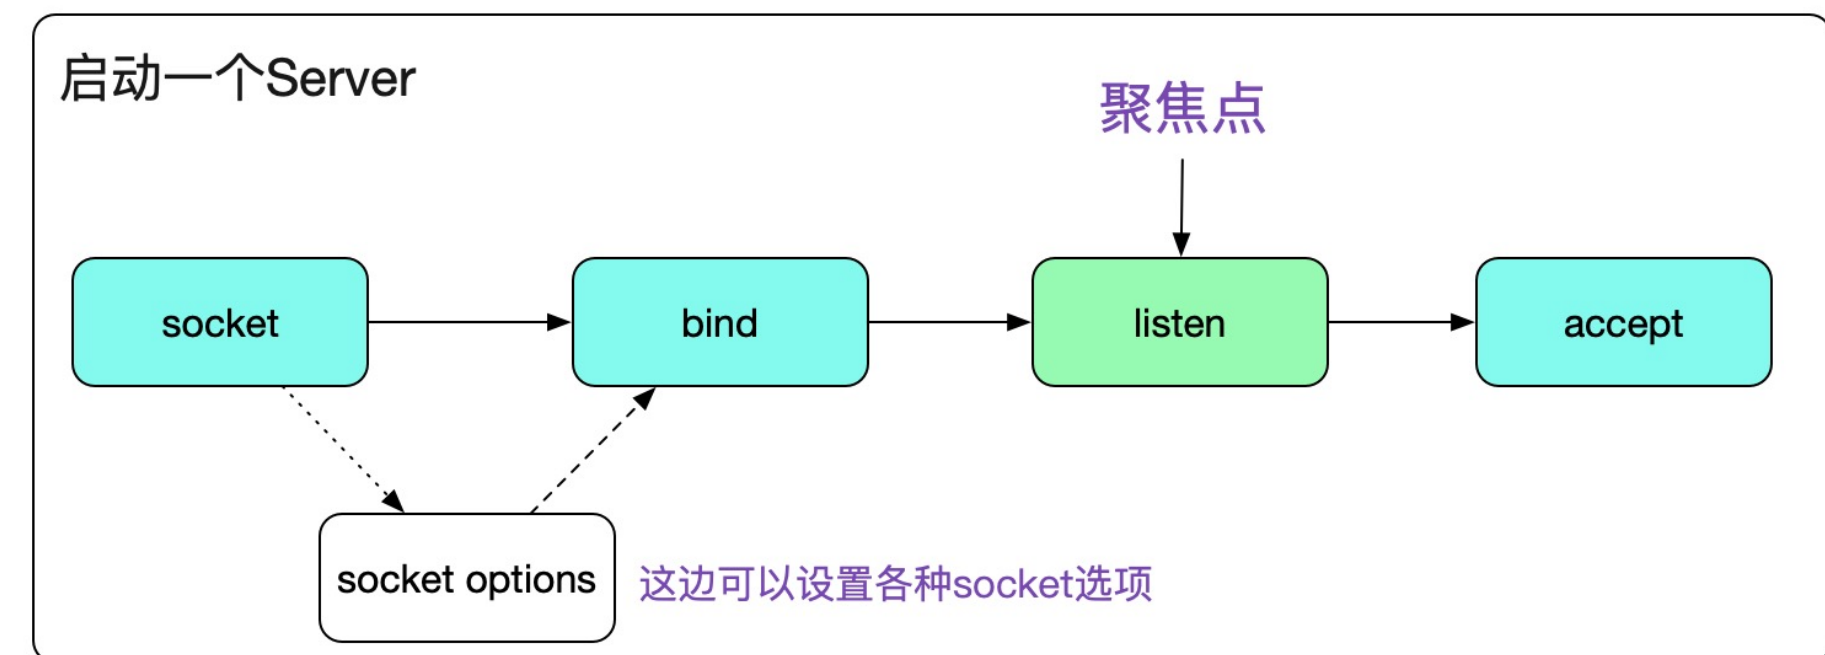 启动一个Server
聚焦点
socket
bind
listen
accept
socket options
这边可以设置各种socket选项